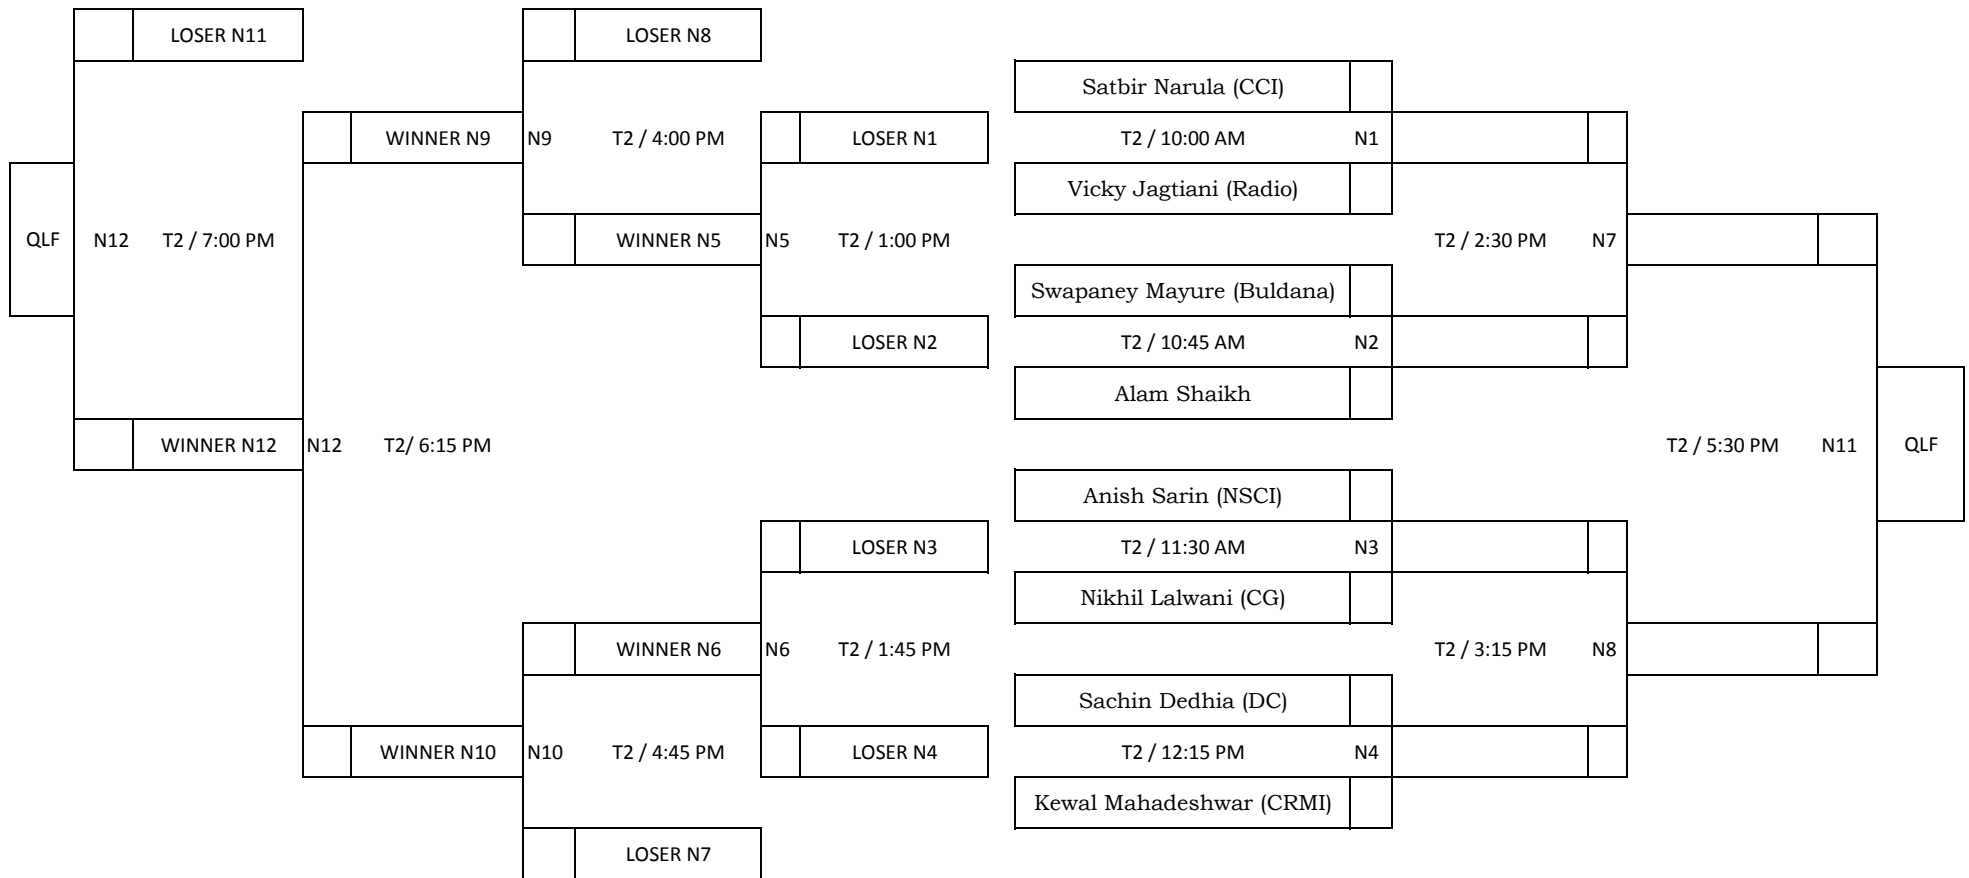 LOSER N11 LOSER N8
Satbir Narula (CCI)
WINNER N9 N9 T2 / 4:00 PM LOSER N1 T2 / 10:00 AM N1
Vicky Jagtiani (Radio)
QLF N12 T2 / 7:00 PM WINNER N5 N5 T2 / 1:00 PM T2 / 2:30 PM N7
Swapaney Mayure (Buldana)
LOSER N2 T2 / 10:45 AM N2
Alam Shaikh
WINNER N12 N12 T2/ 6:15 PM T2 / 5:30 PM N11 QLF
Anish Sarin (NSCI)
LOSER N3 T2 / 11:30 AM N3
Nikhil Lalwani (CG)
WINNER N6 N6 T2 / 1:45 PM T2 / 3:15 PM N8
Sachin Dedhia (DC)
WINNER N10 N10 T2 / 4:45 PM LOSER N4 T2 / 12:15 PM N4
Kewal Mahadeshwar (CRMI)
LOSER N7